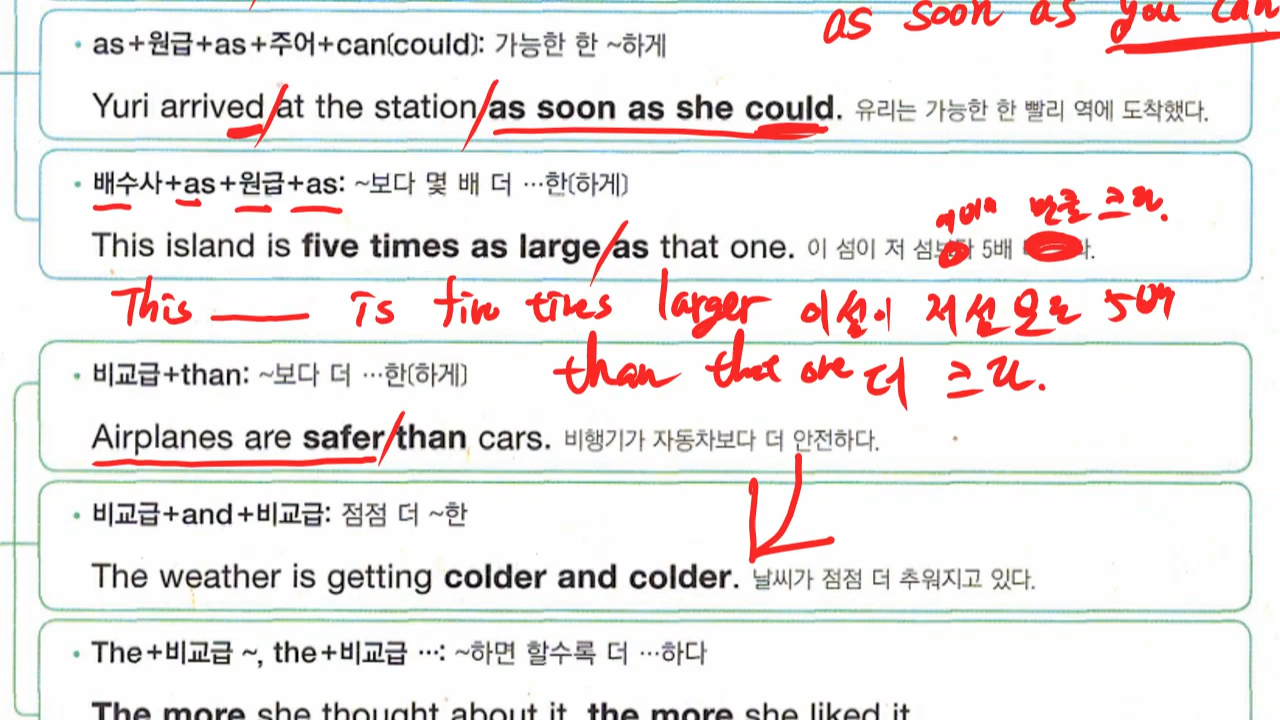 as soon as you can
• as+원급+as+주어+can(could): 가능한 한 ~하게
Yuri arrived/at the station/as soon as she could. 유리는 가능한 한 빨리 역에 도착했다.
• 배수사+as+원급+as: ~보다 몇 배 더 …한(하게)
만큼 크다.
This island is five times as large/as that one. 이 섬이 저 섬보다 5배
This ____ is five times larger 이섬이 저섬 보다 5배
than that one 더 크다.
• 비교급+than: ~보다 더 …한(하게)
Airplanes are safer/than cars. 비행기가 자동차보다 더 안전하다.
• 비교급+and+비교급: 점점 더 ~한
The weather is getting colder and colder. 날씨가 점점 더 추워지고 있다.
• The+비교급 ~, the+비교급 …: ~하면 할수록 더 …하다
The more she thought about it, the more she liked it